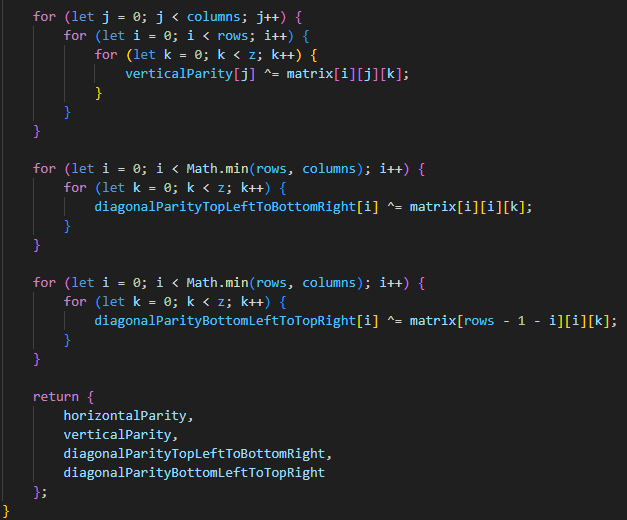 for (let j = 0; j < columns; j++) {
for (let i = 0; i < rows; i++) {
for (let k = 0; k < z; k++) {
verticalParity[j] ^= matrix[i][j][k];
}
}
}
for (let i = 0; i < Math.min(rows, columns); i++) {
for (let k = 0; k < z; k++) {
diagonalParityTopLeftToBottomRight[i] ^= matrix[i][i][k];
}
}
for (let i = 0; i < Math.min(rows, columns); i++) {
for (let k = 0; k < z; k++) {
diagonalParityBottomLeftToTopRight[i] ^= matrix[rows - 1 - i][i][k];
}
}
return {
horizontalParity,
verticalParity,
diagonalParityTopLeftToBottomRight,
diagonalParityBottomLeftToTopRight
};
}